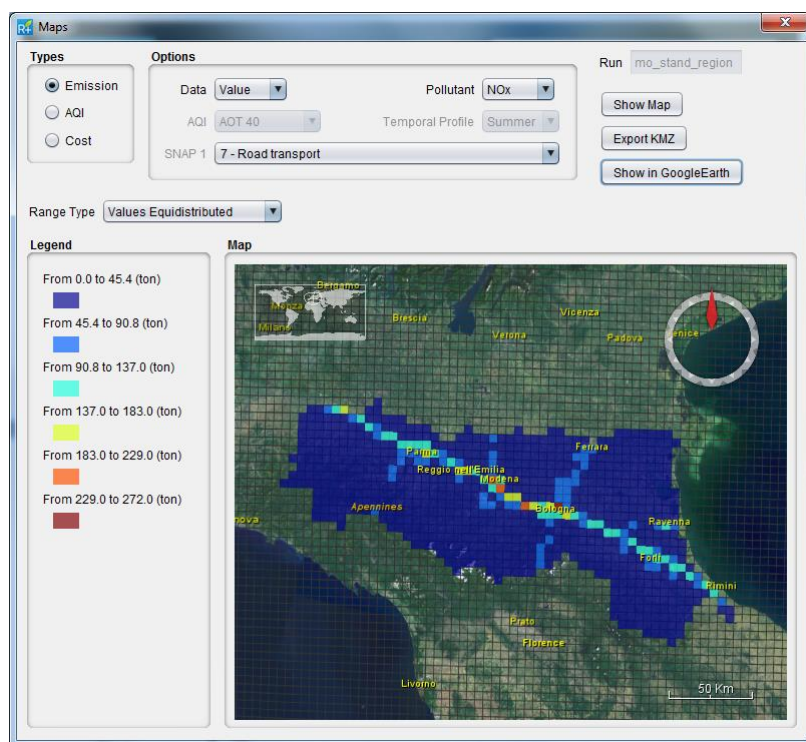 R+ Maps
Types
Emission
AQI
Cost
Options
Data Value
Pollutant NOx
AQI AOT 40
Temporal Profile Summer
SNAP 1 7 - Road transport
Run mo_stand_region
Show Map
Export KMZ
Show in GoogleEarth
Range Type Values Equidistributed
Legend
From 0.0 to 45.4 (ton)
From 45.4 to 90.8 (ton)
From 90.8 to 137.0 (ton)
From 137.0 to 183.0 (ton)
From 183.0 to 229.0 (ton)
From 229.0 to 272.0 (ton)
Map
Bergamo
Monza
Milano
Brescia
Verona
Vicenza
Padova
enice
Parma
Reggio nell'Emilia
Modena
Ferrara
Apennines
Bologna
Ravenna
nova
Forlì
Rimini
Prato
Florence
Livorno
50 Km